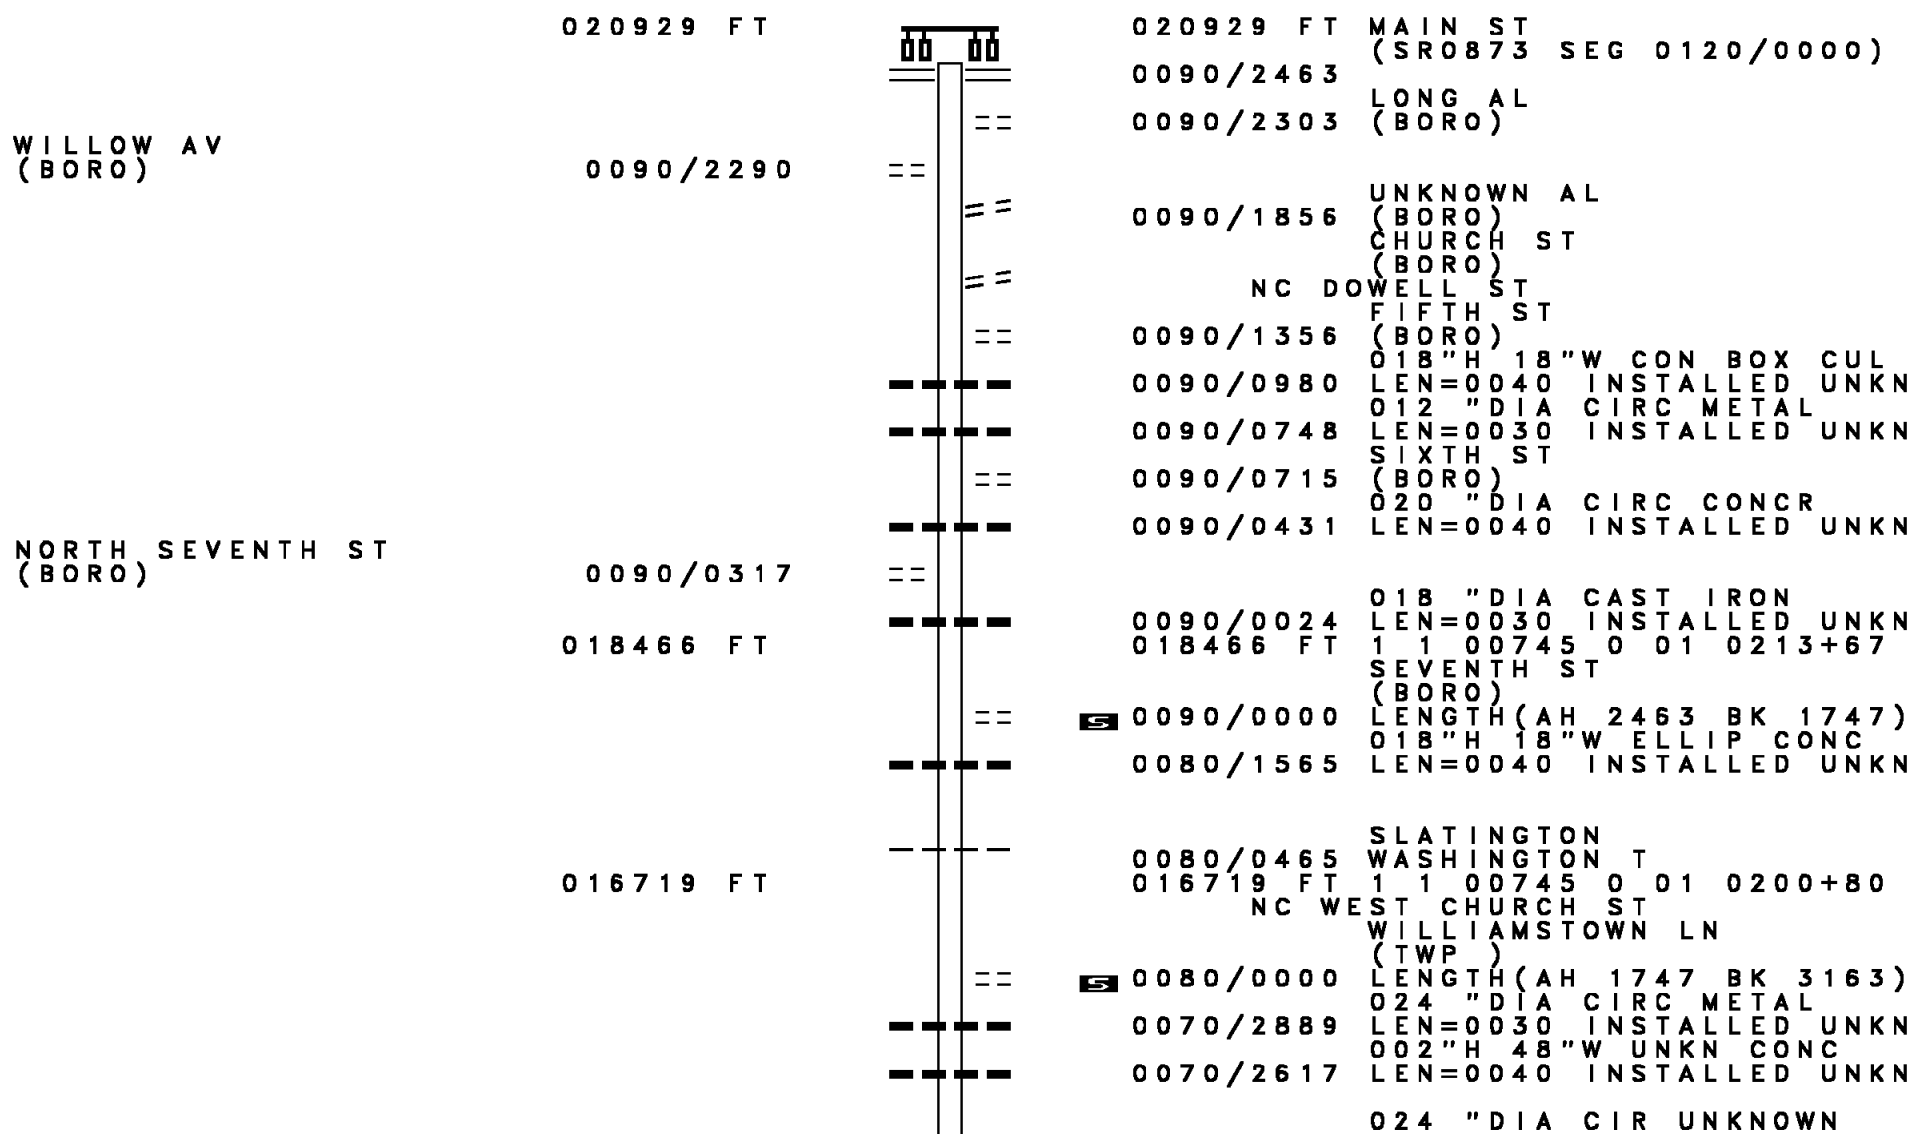 020929 FT 020929 FT MAIN ST
(SR0873 SEG 0120/0000)
0090/2463
LONG AL
0090/2303 (BORO)
WILLOW AV
(BORO) 0090/2290
UNKNOWN AL
0090/1856 (BORO)
CHURCH ST
(BORO)
NC DOWELL ST
FIFTH ST
0090/1356 (BORO)
018"H 18"W CON BOX CUL
0090/0980 LEN=0040 INSTALLED UNKN
012 "DIA CIRC METAL
0090/0748 LEN=0030 INSTALLED UNKN
SIXTH ST
0090/0715 (BORO)
020 "DIA CIRC CONCR
0090/0431 LEN=0040 INSTALLED UNKN
NORTH SEVENTH ST
(BORO) 0090/0317
018 "DIA CAST IRON
0090/0024 LEN=0030 INSTALLED UNKN
018466 FT 018466 FT 1 1 00745 0 01 0213+67
SEVENTH ST
(BORO)
S 0090/0000 LENGTH(AH 2463 BK 1747)
018"H 18"W ELLIP CONC
0080/1565 LEN=0040 INSTALLED UNKN
SLATINGTON
0080/0465 WASHINGTON T
016719 FT 016719 FT 1 1 00745 0 01 0200+80
NC WEST CHURCH ST
WILLIAMSTOWN LN
(TWP )
S 0080/0000 LENGTH(AH 1747 BK 3163)
024 "DIA CIRC METAL
0070/2889 LEN=0030 INSTALLED UNKN
002"H 48"W UNKN CONC
0070/2617 LEN=0040 INSTALLED UNKN
024 "DIA CIR UNKNOWN